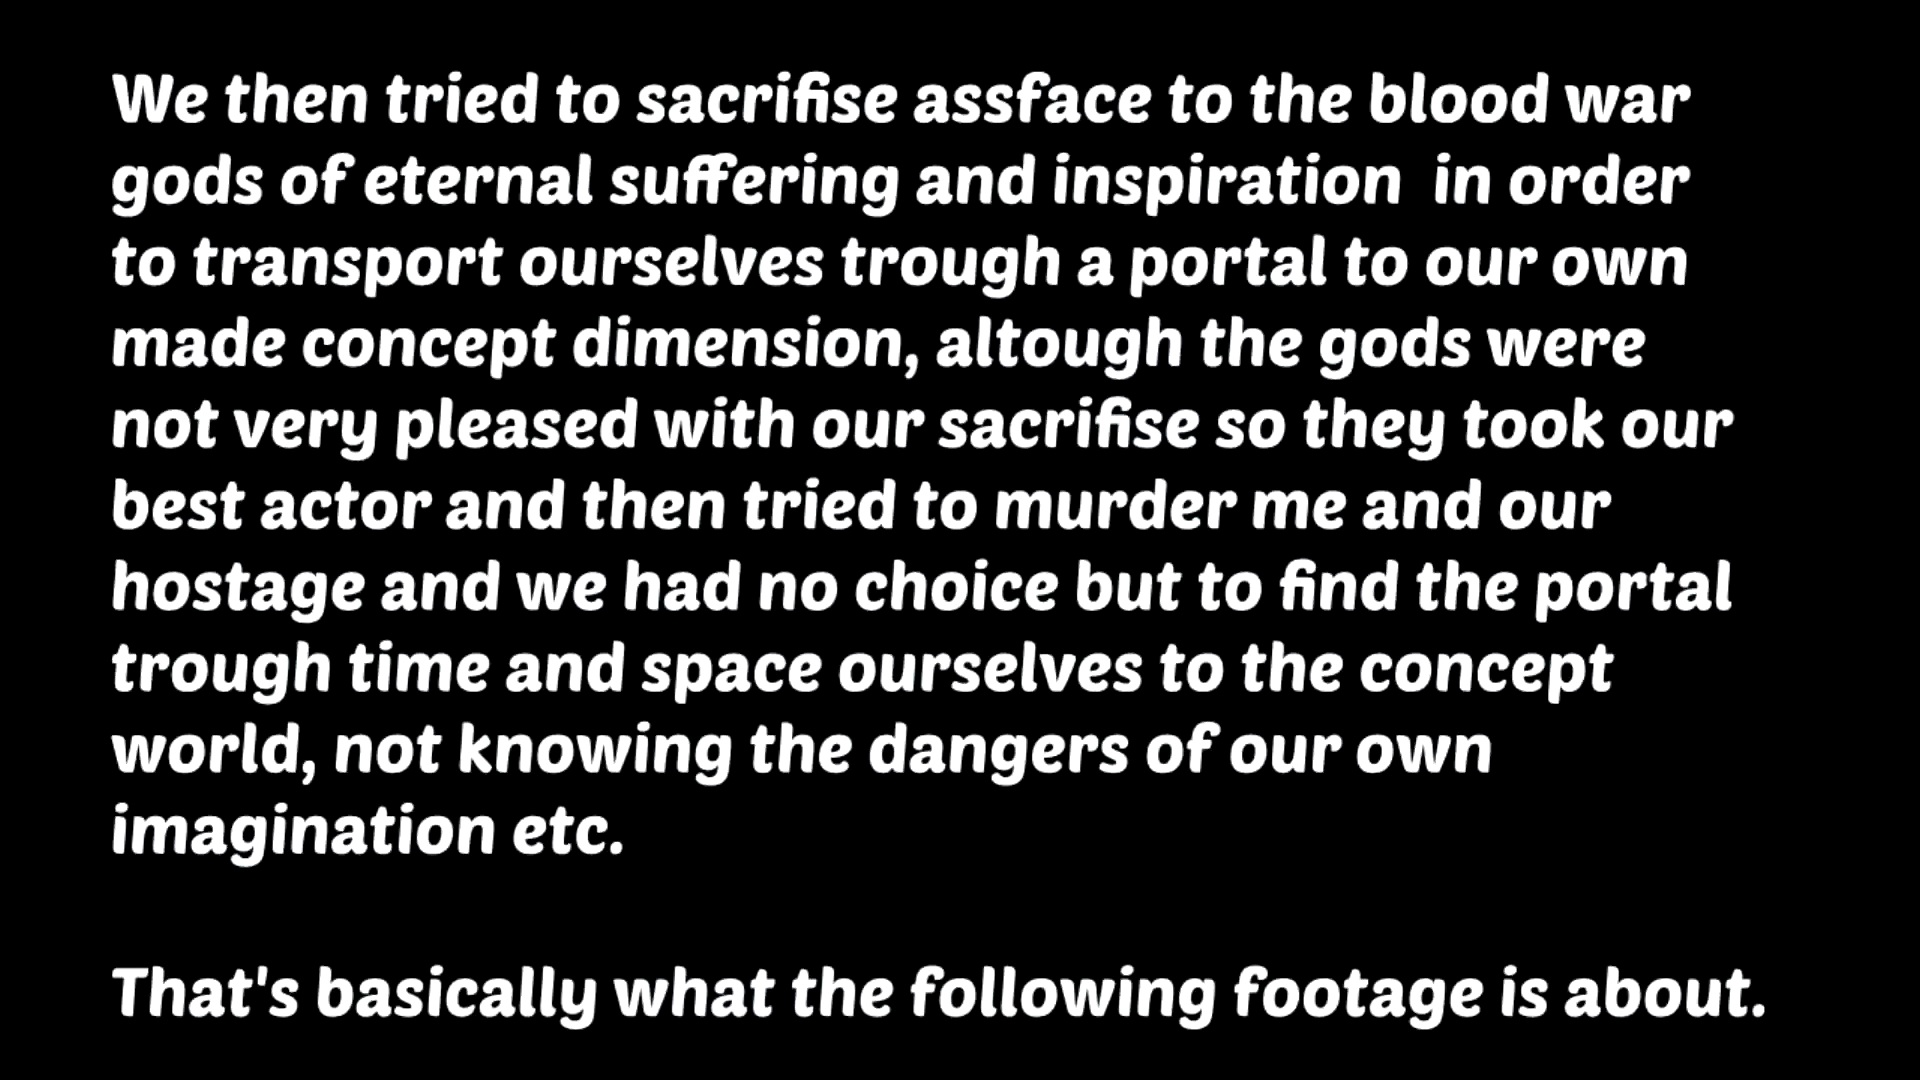 We then tried to sacrifise assface to the blood war
gods of eternal suffering and inspiration  in order
to transport ourselves trough a portal to our own
made concept dimension, altough the gods were
not very pleased with our sacrifise so they took our
best actor and then tried to murder me and our
hostage and we had no choice but to find the portal
trough time and space ourselves to the concept
world, not knowing the dangers of our own
imagination etc.
That's basically what the following footage is about.